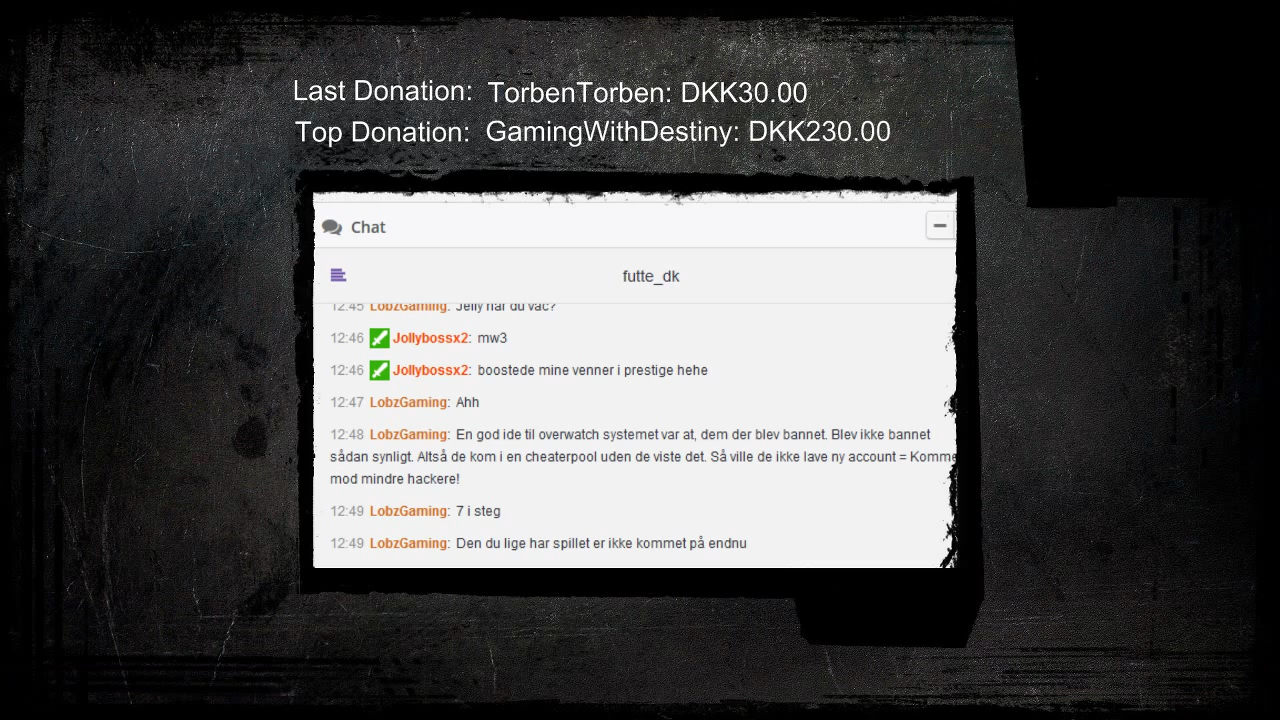 Last Donation: TorbenTorben: DKK30.00
Top Donation: GamingWithDestiny: DKK230.00
Chat
futte_dk
12:45 LobzGaming: Jelly har du vac?
12:46 Jollybossx2: mw3
12:46 Jollybossx2: boostede mine venner i prestige hehe
12:47 LobzGaming: Ahh
12:48 LobzGaming: En god ide til overwatch systemet var at, dem der blev bannet. Blev ikke bannet
sådan synligt. Altså de kom i en cheaterpool uden de viste det. Så ville de ikke lave ny account = Komme
mod mindre hackere!
12:49 LobzGaming: 7 i steg
12:49 LobzGaming: Den du lige har spillet er ikke kommet på endnu